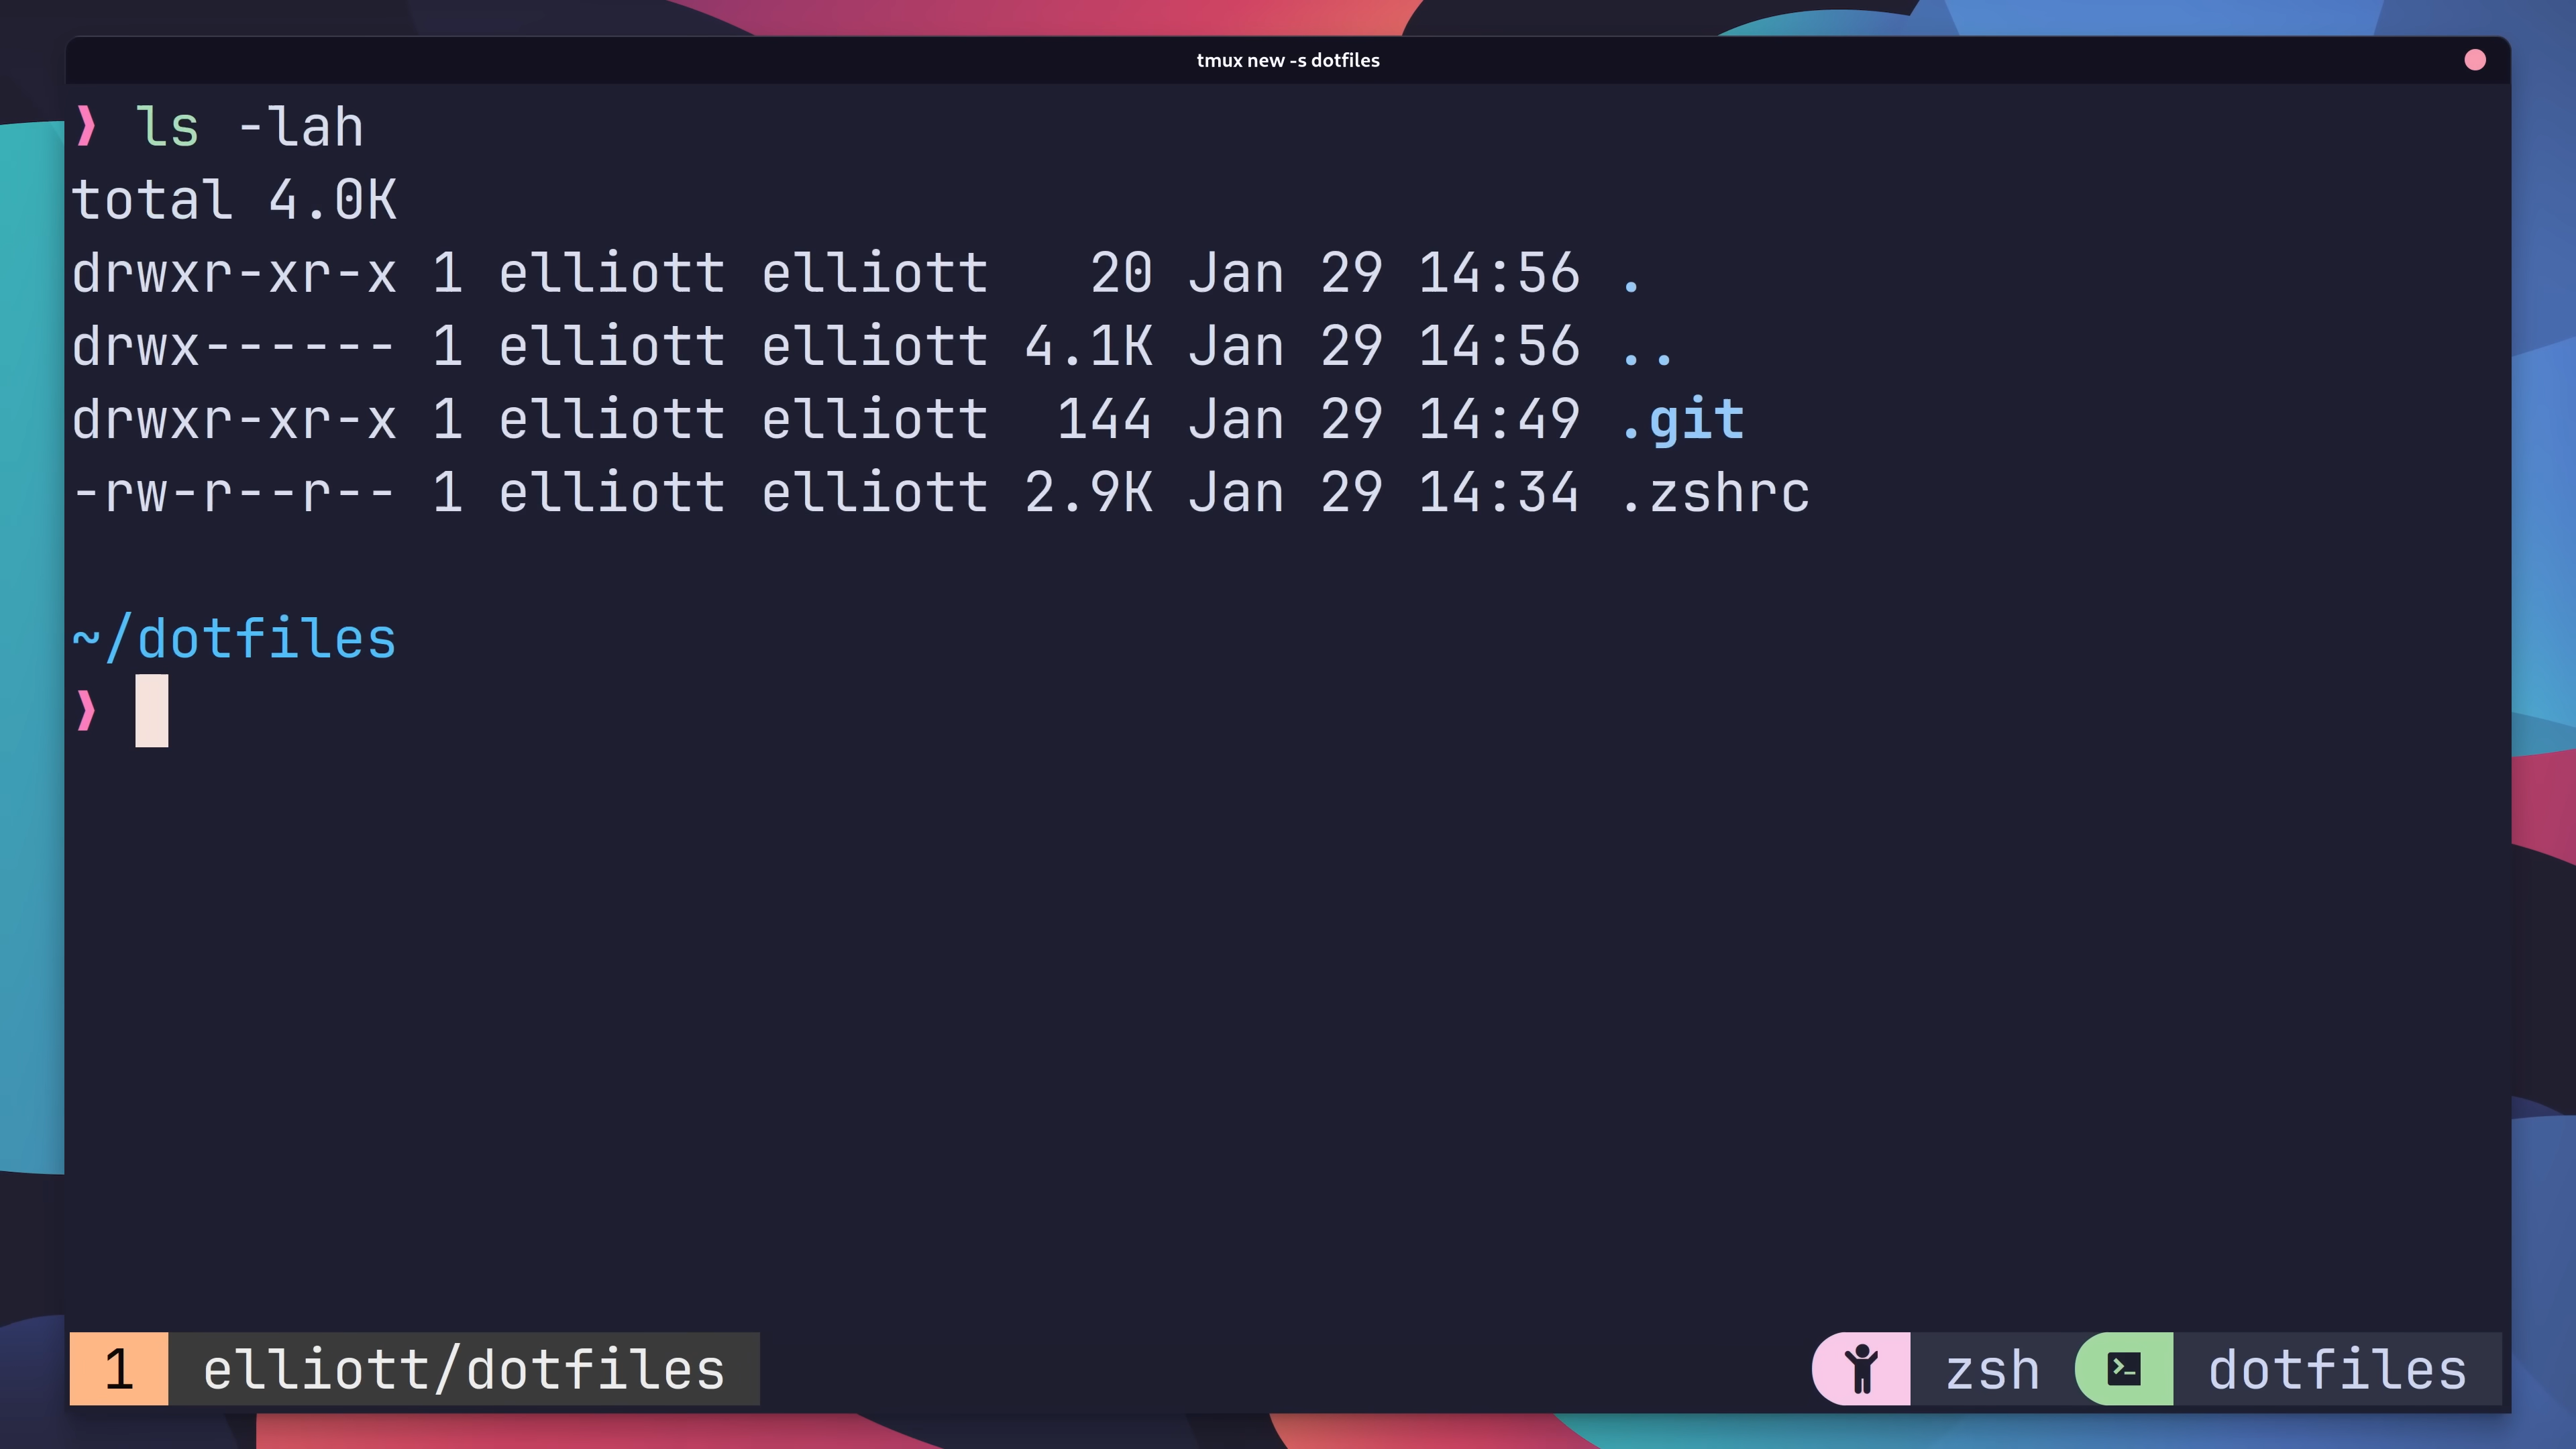 tmux new -s dotfiles
❱ ls -lah
total 4.0K
drwxr-xr-x 1 elliott elliott   20 Jan 29 14:56 .
drwx------ 1 elliott elliott 4.1K Jan 29 14:56 ..
drwxr-xr-x 1 elliott elliott  144 Jan 29 14:49 .git
-rw-r--r-- 1 elliott elliott 2.9K Jan 29 14:34 .zshrc
~/dotfiles
❱
1 elliott/dotfiles zsh dotfiles